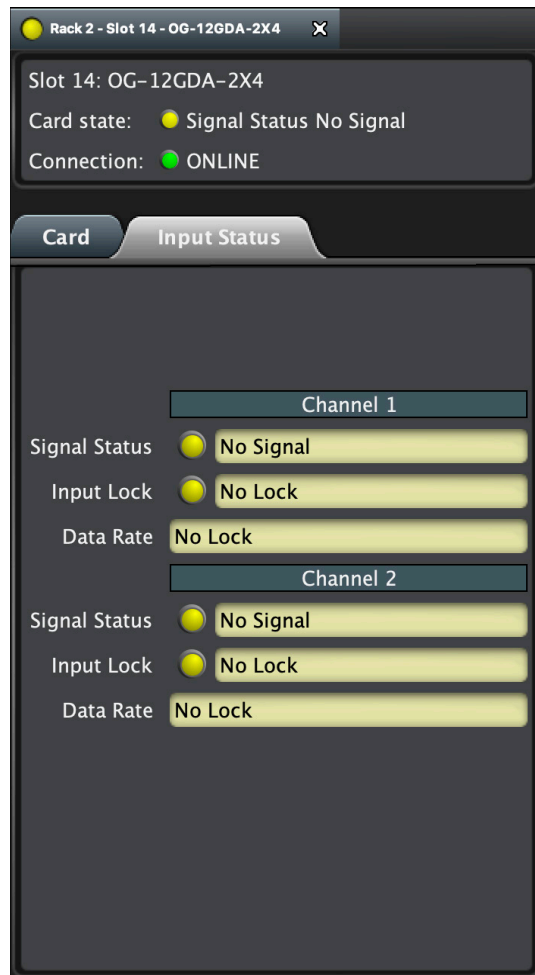 Rack 2 - Slot 14 - OG-12GDA-2X4
Slot 14: OG-12GDA-2X4
Card state: Signal Status No Signal
Connection: ONLINE
Card Input Status
Channel 1
Signal Status No Signal
Input Lock No Lock
Data Rate No Lock
Channel 2
Signal Status No Signal
Input Lock No Lock
Data Rate No Lock